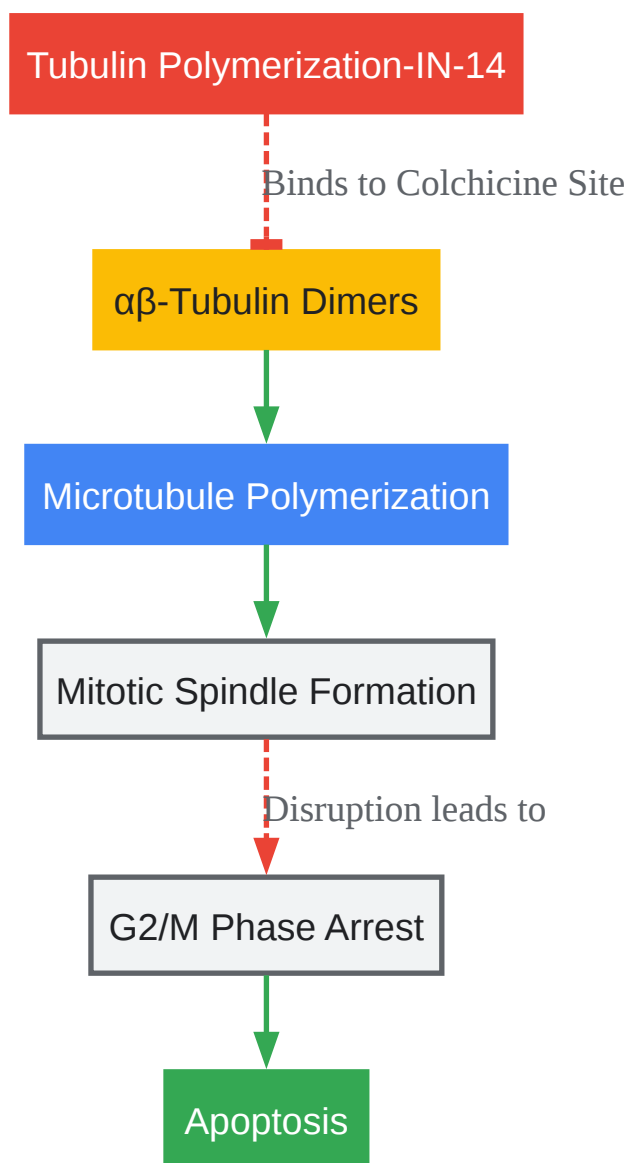 Tubulin Polymerization-IN-14
Binds to Colchicine Site
αβ-Tubulin Dimers
Microtubule Polymerization
Mitotic Spindle Formation
Disruption leads to
G2/M Phase Arrest
Apoptosis